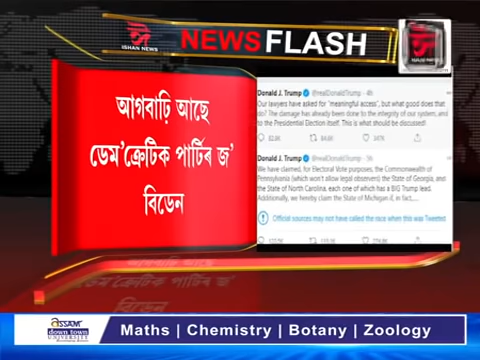 ISHAN NEWS
NEWS FLASH
ISHAN NEWS
আগবাঢ়ি আছে
ডেম'ক্ৰেটিক পাৰ্টিৰ জ'
বিডেন
Donald J. Trump @realDonaldTrump · 4h
Our lawyers have asked for "meaningful access", but what good does that
do? The damage has already been done to the integrity of our system, and
to the Presidential Election itself. This is what should be discussed!
Donald J. Trump @realDonaldTrump · 5h
We have claimed, for Electoral Vote purposes, the Commonwealth of
Pennsylvania (which won't allow legal observers) the State of Georgia, and
the State of North Carolina, each one of which has a BIG Trump lead.
Additionally, we hereby claim the State of Michigan if, in fact,....
Official sources may not have called the race when this was Tweeted
assam
down town
UNIVERSITY
Maths | Chemistry | Botany | Zoology